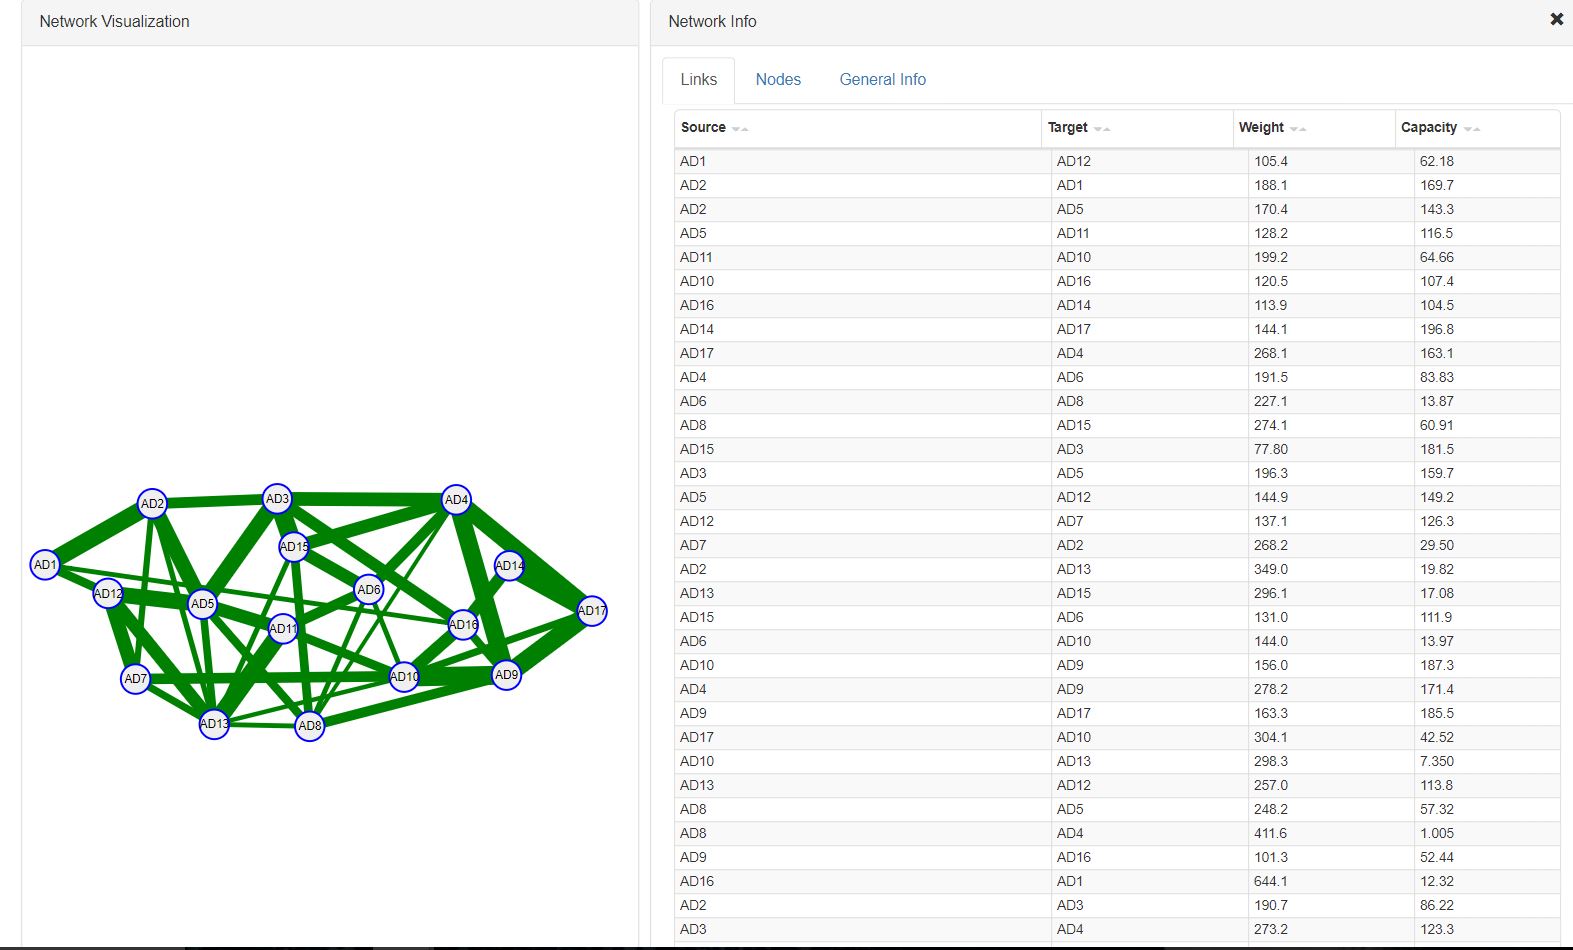 Network Visualization
AD2
AD3
AD4
AD15
AD1
AD14
AD12
AD6
AD5
AD17
AD11
AD16
AD7
AD10
AD9
AD13
AD8
Network Info
Links Nodes General Info
Source Target Weight Capacity
AD1 AD12 105.4 62.18
AD2 AD1 188.1 169.7
AD2 AD5 170.4 143.3
AD5 AD11 128.2 116.5
AD11 AD10 199.2 64.66
AD10 AD16 120.5 107.4
AD16 AD14 113.9 104.5
AD14 AD17 144.1 196.8
AD17 AD4 268.1 163.1
AD4 AD6 191.5 83.83
AD6 AD8 227.1 13.87
AD8 AD15 274.1 60.91
AD15 AD3 77.80 181.5
AD3 AD5 196.3 159.7
AD5 AD12 144.9 149.2
AD12 AD7 137.1 126.3
AD7 AD2 268.2 29.50
AD2 AD13 349.0 19.82
AD13 AD15 296.1 17.08
AD15 AD6 131.0 111.9
AD6 AD10 144.0 13.97
AD10 AD9 156.0 187.3
AD4 AD9 278.2 171.4
AD9 AD17 163.3 185.5
AD17 AD10 304.1 42.52
AD10 AD13 298.3 7.350
AD13 AD12 257.0 113.8
AD8 AD5 248.2 57.32
AD8 AD4 411.6 1.005
AD9 AD16 101.3 52.44
AD16 AD1 644.1 12.32
AD2 AD3 190.7 86.22
AD3 AD4 273.2 123.3